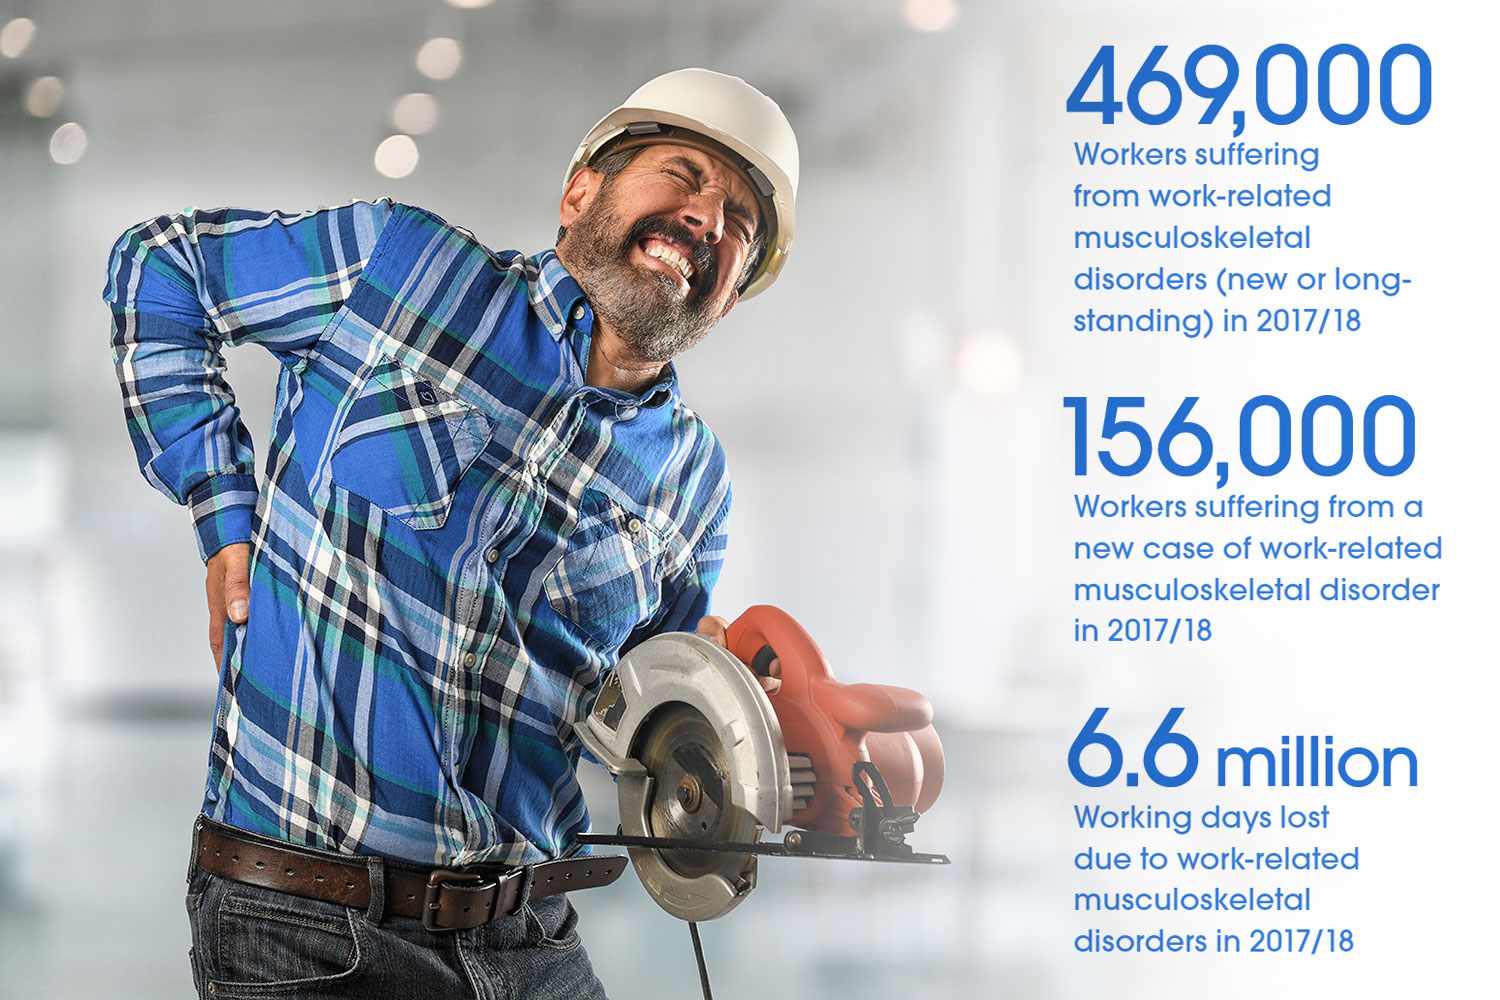 469,000
Workers suffering
from work-related
musculoskeletal
disorders (new or long-
standing) in 2017/18
156,000
Workers suffering from a
new case of work-related
musculoskeletal disorder
in 2017/18
6.6 million
Working days lost
due to work-related
musculoskeletal
disorders in 2017/18